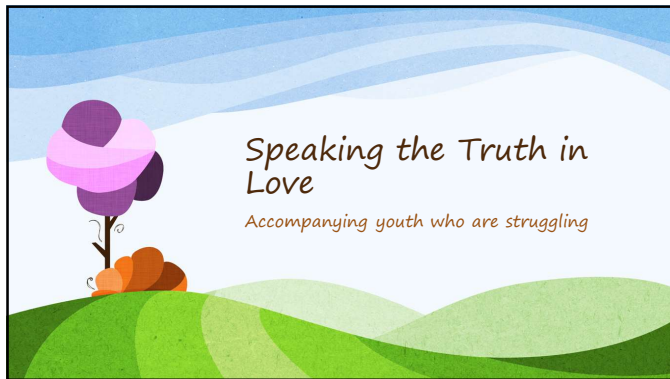 Speaking the Truth in
Love
Accompanying youth who are struggling